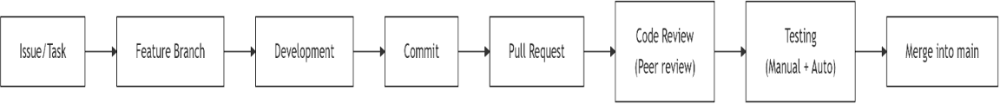 Issue/Task
Feature Branch
Development
Commit
Pull Request
Code Review
(Peer review)
Testing
(Manual + Auto)
Merge into main